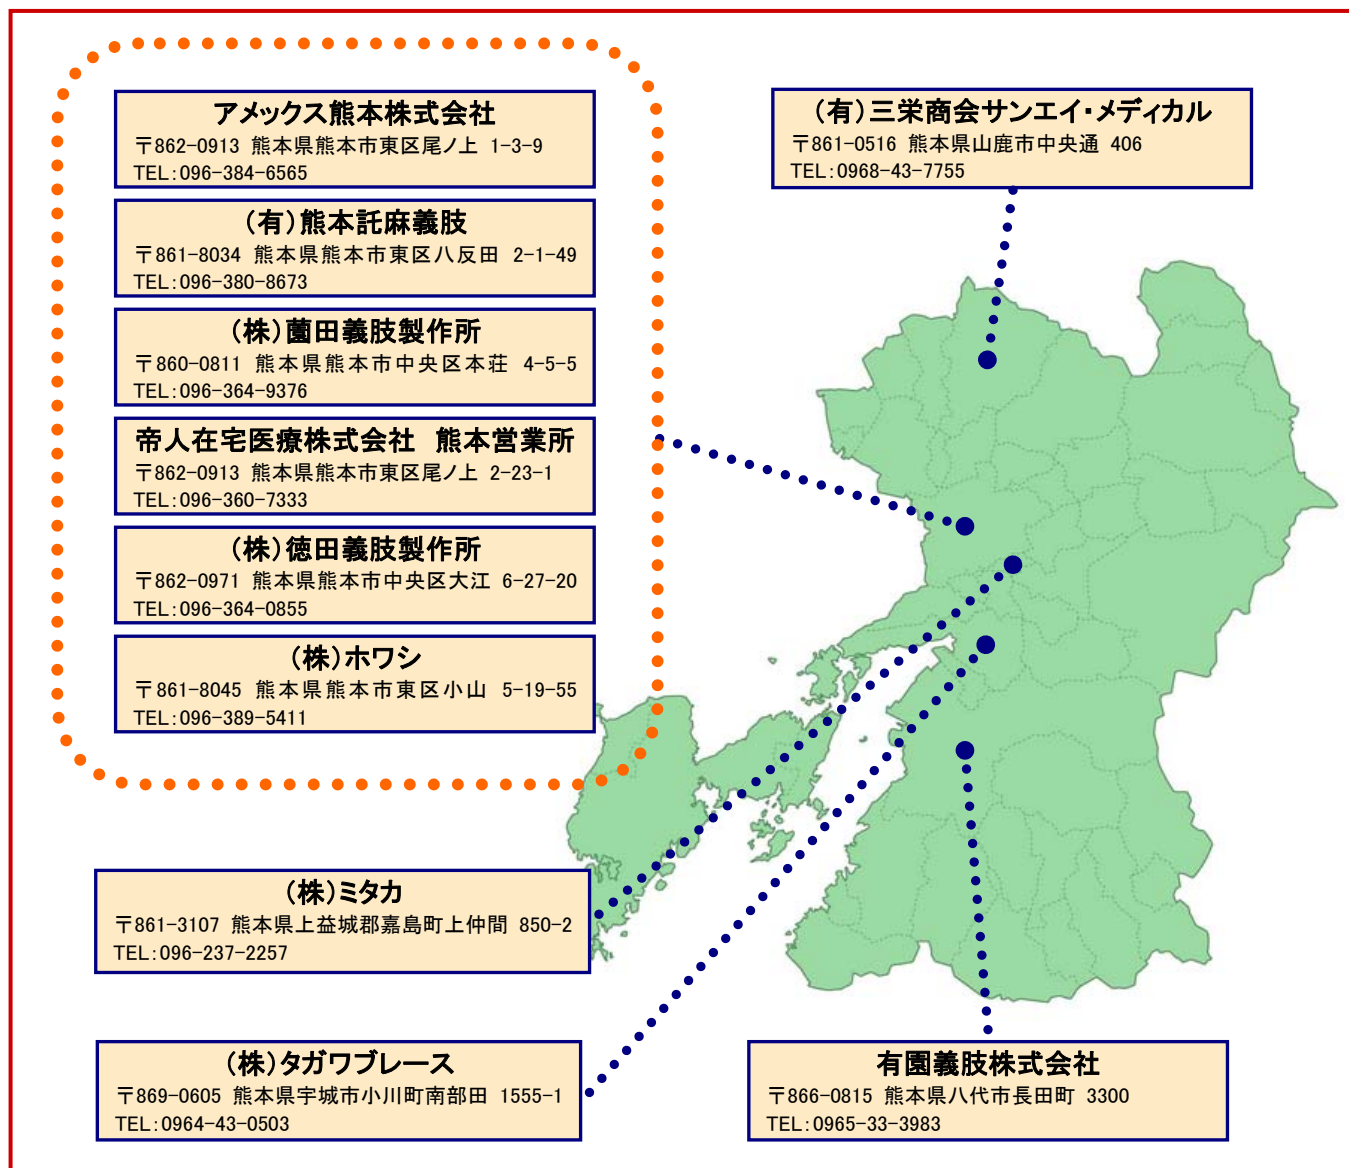 アメックス熊本株式会社
〒862-0913 熊本県熊本市東区尾ノ上 1-3-9
TEL:096-384-6565
(有)熊本託麻義肢
〒861-8034 熊本県熊本市東区八反田 2-1-49
TEL:096-380-8673
(株)薗田義肢製作所
〒860-0811 熊本県熊本市中央区本荘 4-5-5
TEL:096-364-9376
帝人在宅医療株式会社　熊本営業所
〒862-0913 熊本県熊本市東区尾ノ上 2-23-1
TEL:096-360-7333
(株)徳田義肢製作所
〒862-0971 熊本県熊本市中央区大江 6-27-20
TEL:096-364-0855
(株)ホワシ
〒861-8045 熊本県熊本市東区小山 5-19-55
TEL:096-389-5411
(有)三栄商会サンエイ・メディカル
〒861-0516 熊本県山鹿市中央通 406
TEL:0968-43-7755
(株)ミタカ
〒861-3107 熊本県上益城郡嘉島町上仲間 850-2
TEL:096-237-2257
(株)タガワブレース
〒869-0605 熊本県宇城市小川町南部田 1555-1
TEL:0964-43-0503
有園義肢株式会社
〒866-0815 熊本県八代市長田町 3300
TEL:0965-33-3983